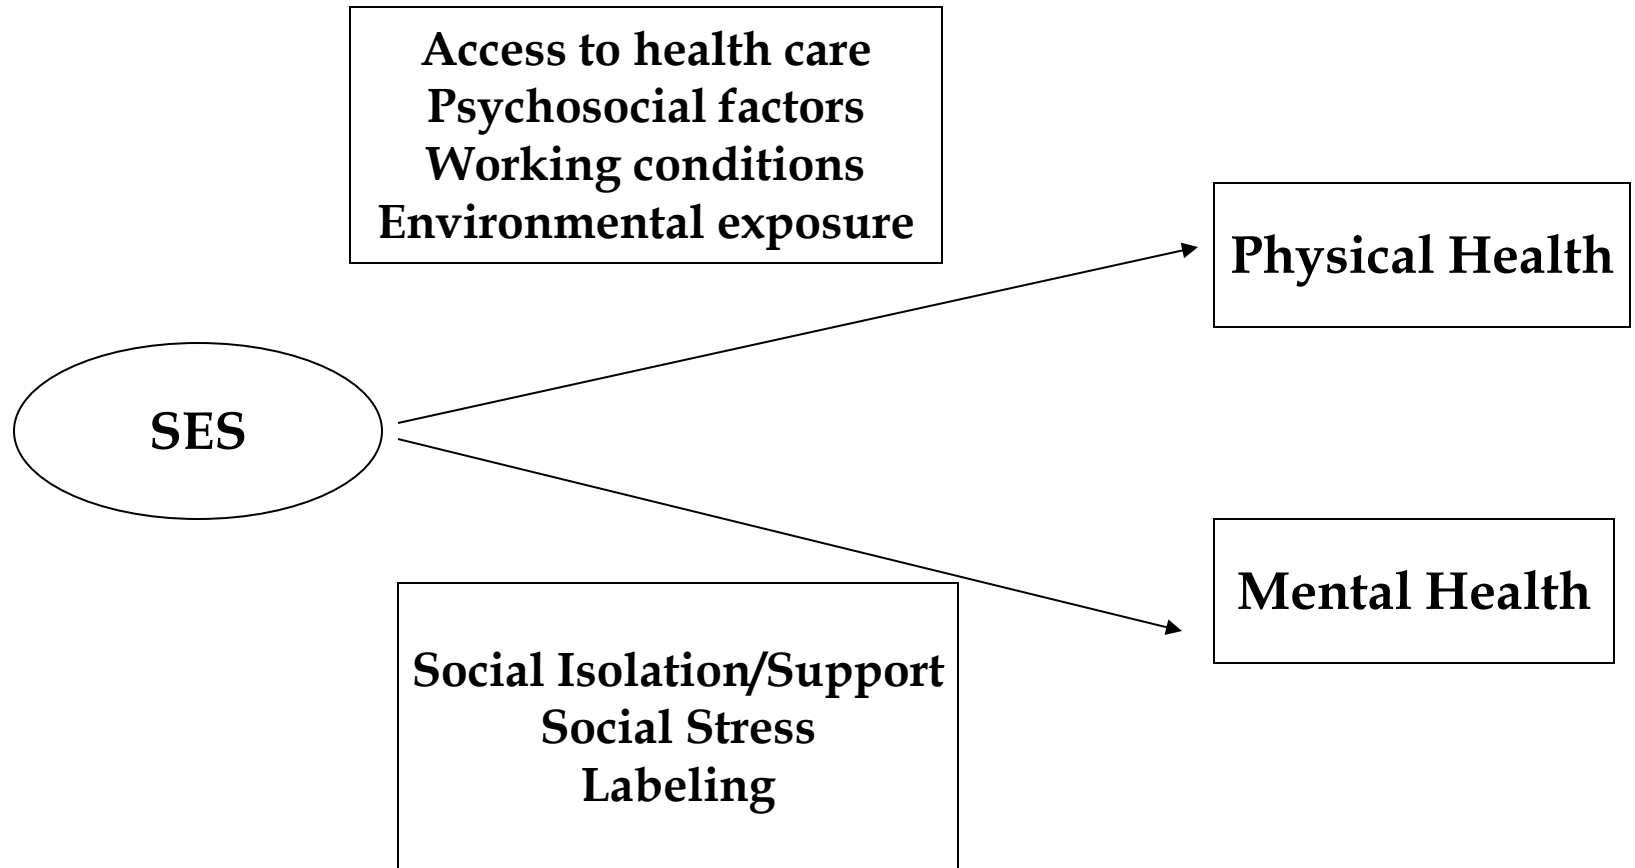 Access to health care
Psychosocial factors
Working conditions
Environmental exposure
Physical Health
SES
Mental Health
Social Isolation/Support
Social Stress
Labeling